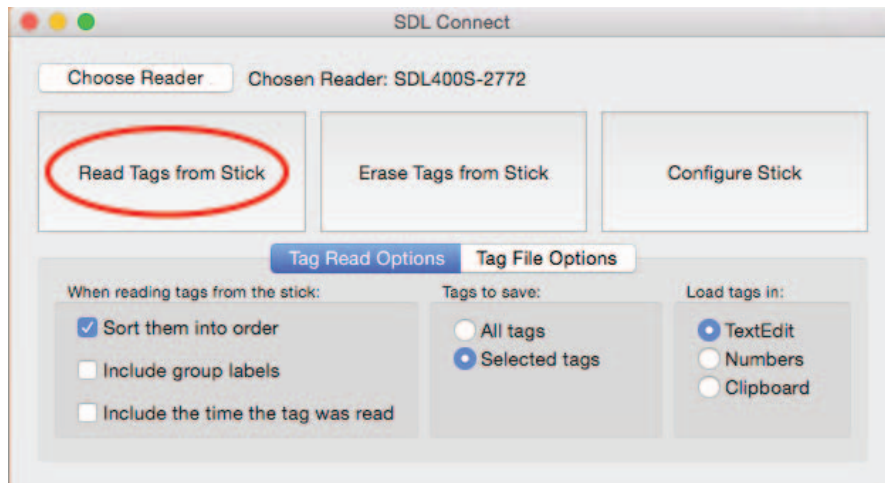 SDL Connect
Choose Reader Chosen Reader: SDL400S-2772
Read Tags from Stick Erase Tags from Stick Configure Stick
Tag Read Options Tag File Options
When reading tags from the stick: Tags to save: Load tags in:
Sort them into order All tags TextEdit
Include group labels Selected tags Numbers
Include the time the tag was read Clipboard